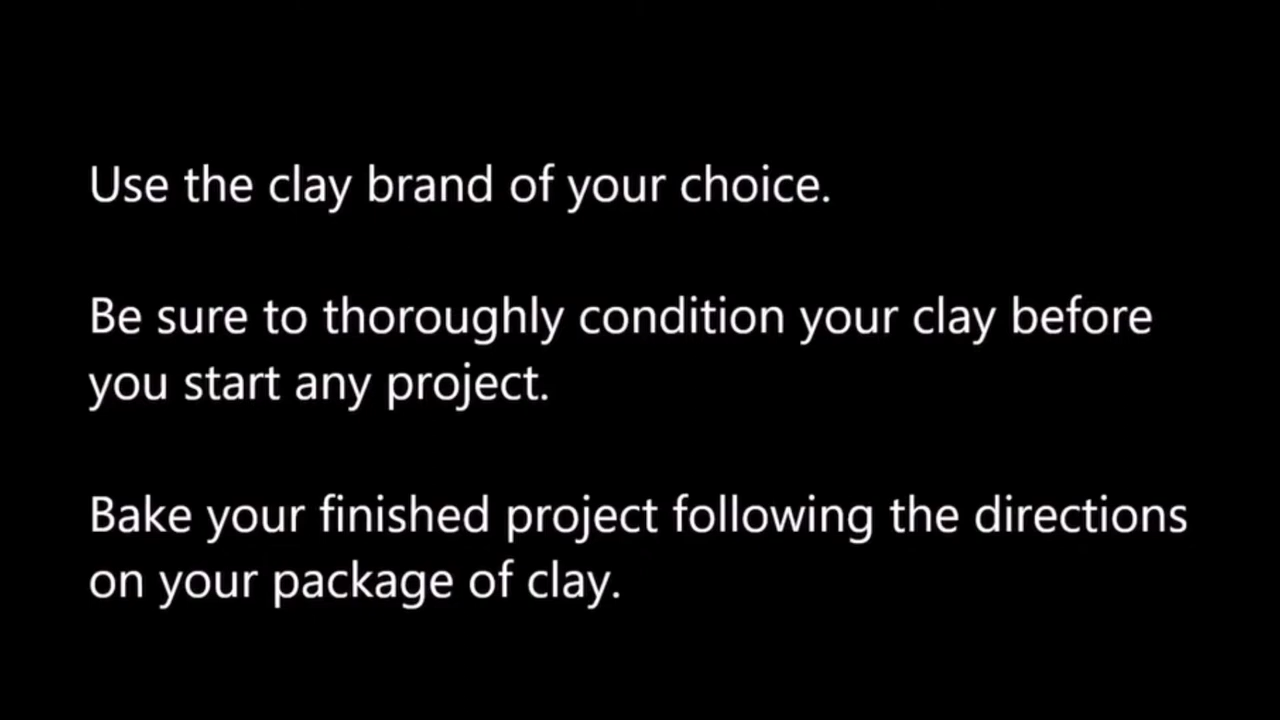 Use the clay brand of your choice.
Be sure to thoroughly condition your clay before
you start any project.
Bake your finished project following the directions
on your package of clay.